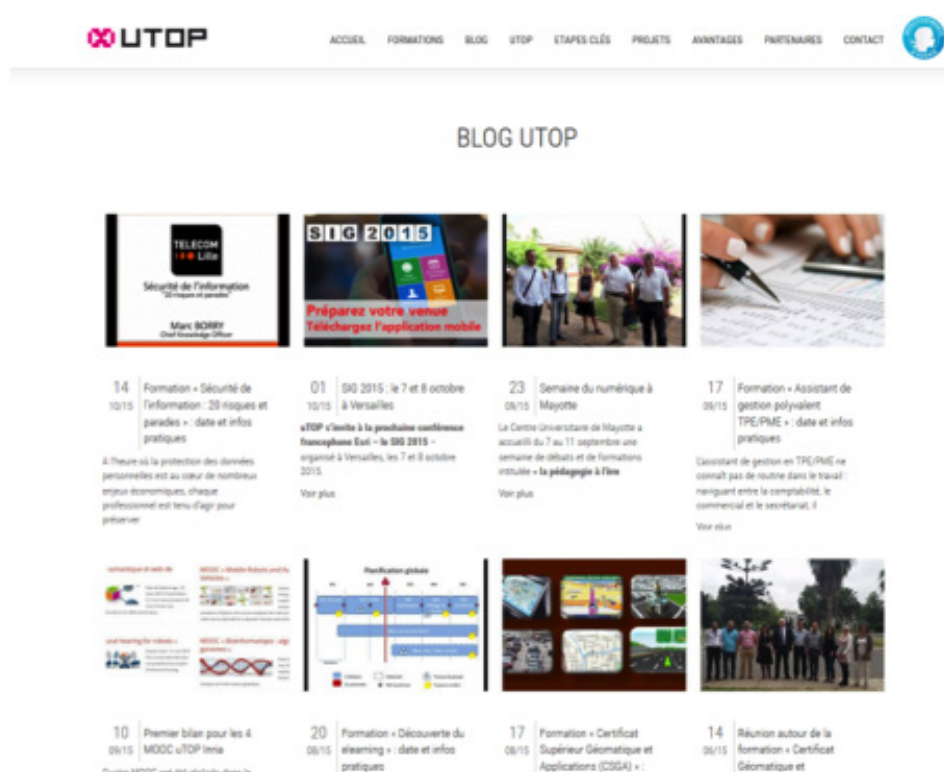 UTOP
ACCUEIL FORMATIONS BLOG UTOP ETAPES CLÉS PROJETS AVANTAGES PARTENAIRES CONTACT
BLOG UTOP
TELECOM
Lille
Sécurité de l'information
"20 risques et parades"
Marc BORRY
Chief Knowledge Officer
SIG 2015
Préparez votre venue
Téléchargez l'application mobile
14
10/15
Formation « Sécurité de
l'information : 20 risques et
parades » : date et infos
pratiques
A l'heure où la protection des données
personnelles est au cœur de nombreux
enjeux économiques, chaque
professionnel est tenu d'agir pour
préserver
01
10/15
SIG 2015 : le 7 et 8 octobre
à Versailles
uTOP s'invite à la prochaine conférence
francophone Esri – le SIG 2015 –
organisé à Versailles, les 7 et 8 octobre
2015.
Voir plus
23
09/15
Semaine du numérique à
Mayotte
Le Centre Universitaire de Mayotte a
accueilli du 7 au 11 septembre une
semaine de débats et de formations
intitulée « la pédagogie à l'ère
Voir plus
17
09/15
Formation « Assistant de
gestion polyvalent
TPE/PME » : date et infos
pratiques
L'assistant de gestion en TPE/PME ne
connaît pas de routine dans le travail :
naviguant entre la comptabilité, le
commercial et le secrétariat, il
Voir plus
Planification globale
10
09/15
Premier bilan pour les 4
MOOC uTOP Inria
20
08/15
Formation « Découverte du
elearning » : date et infos
pratiques
17
08/15
Formation « Certificat
Supérieur Géomatique et
Applications (CSGA) » :
14
06/15
Réunion autour de la
formation « Certificat
Géomatique et